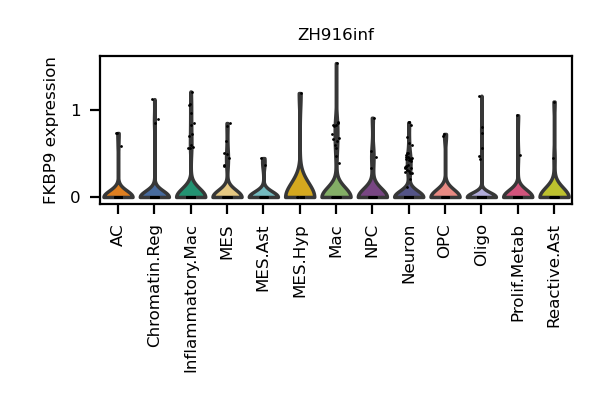 ZH916inf
FKBP9 expression
1
0
AC
Chromatin.Reg
Inflammatory.Mac
MES
MES.Ast
MES.Hyp
Mac
NPC
Neuron
OPC
Oligo
Prolif.Metab
Reactive.Ast